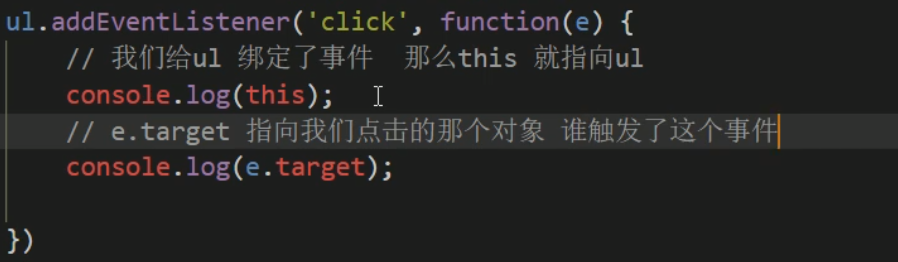 ul.addEventListener('click', function(e) {
// 我们给ul 绑定了事件  那么this 就指向ul
console.log(this);
// e.target 指向我们点击的那个对象 谁触发了这个事件
console.log(e.target);
})